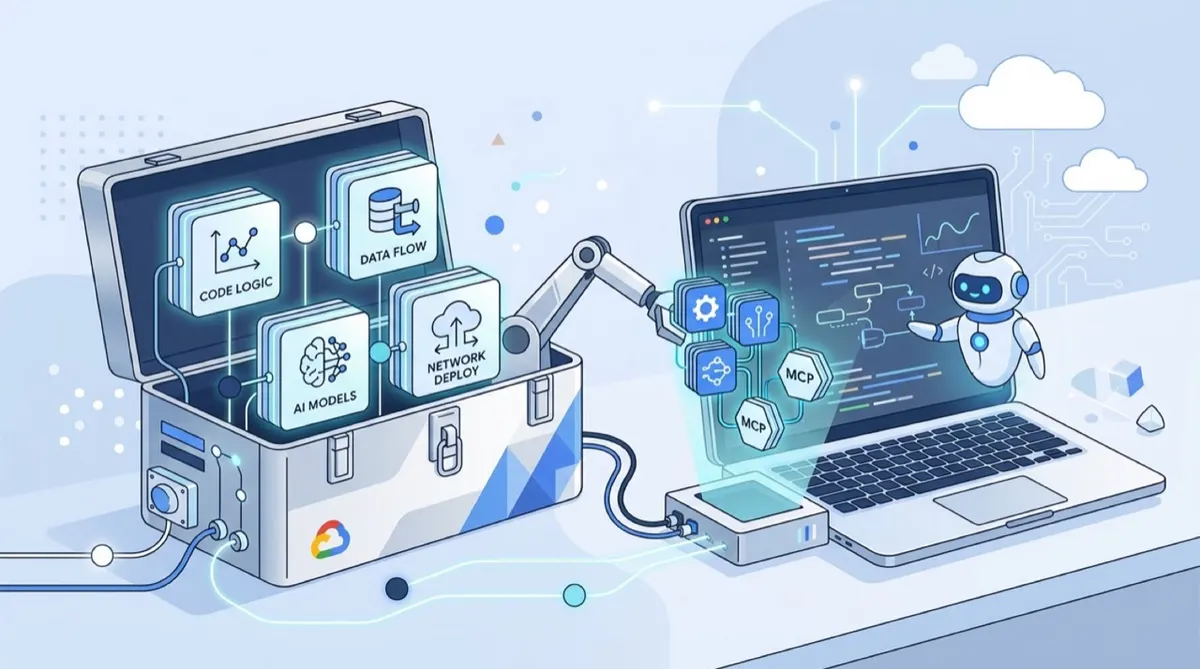 CODE LOGIC
DATA FLOW
AI MODELS
NETWORK
DEPLOY
MCP
MCP
</>